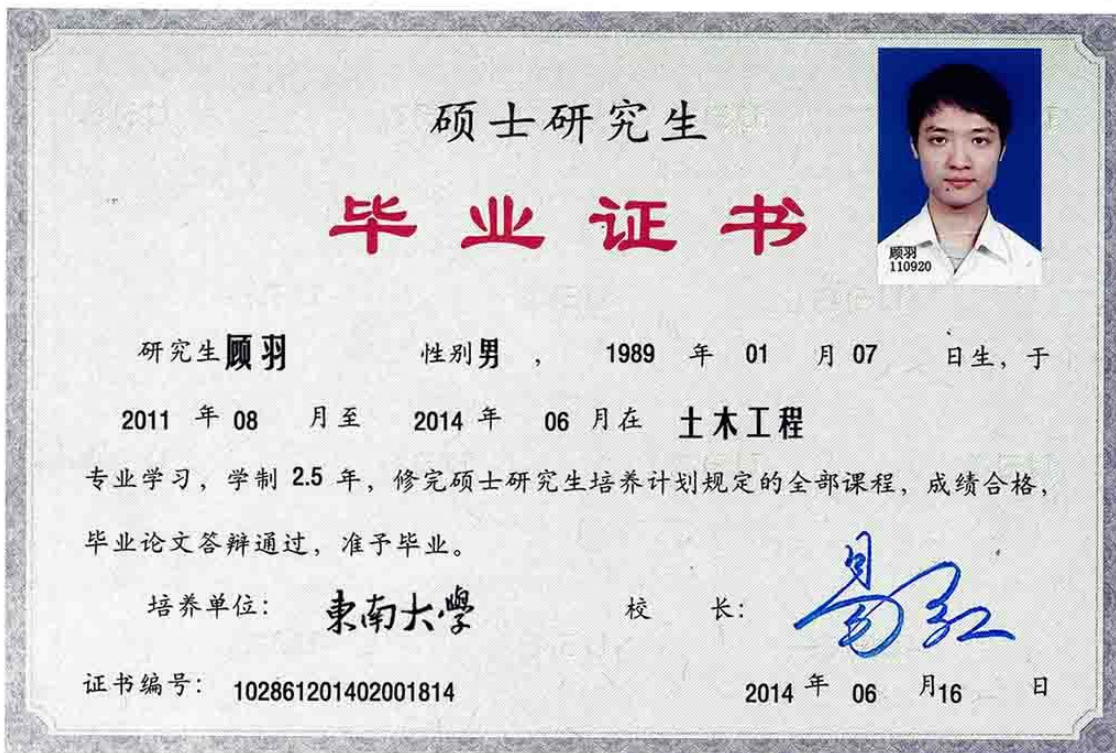 硕士研究生
毕业证书
顾羽
110920
研究生顾羽 性别男， 1989 年 01 月 07 日生，于
2011 年 08 月至 2014 年 06 月在 土木工程
专业学习，学制 2.5 年，修完硕士研究生培养计划规定的全部课程，成绩合格，
毕业论文答辩通过，准予毕业。
培养单位： 東南大學 校 长： 易红
证书编号： 102861201402001814 2014 年 06 月 16 日